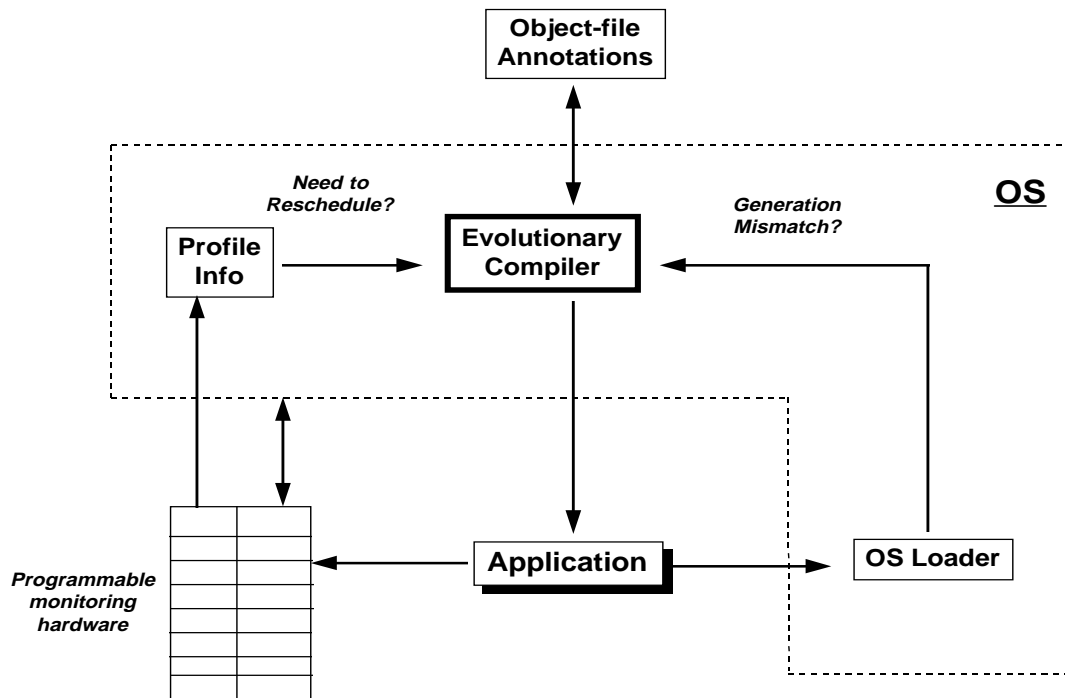 Object-file
Annotations
Need to
Reschedule?
OS
Generation
Mismatch?
Profile
Info
Evolutionary
Compiler
Application
OS Loader
Programmable
monitoring
hardware